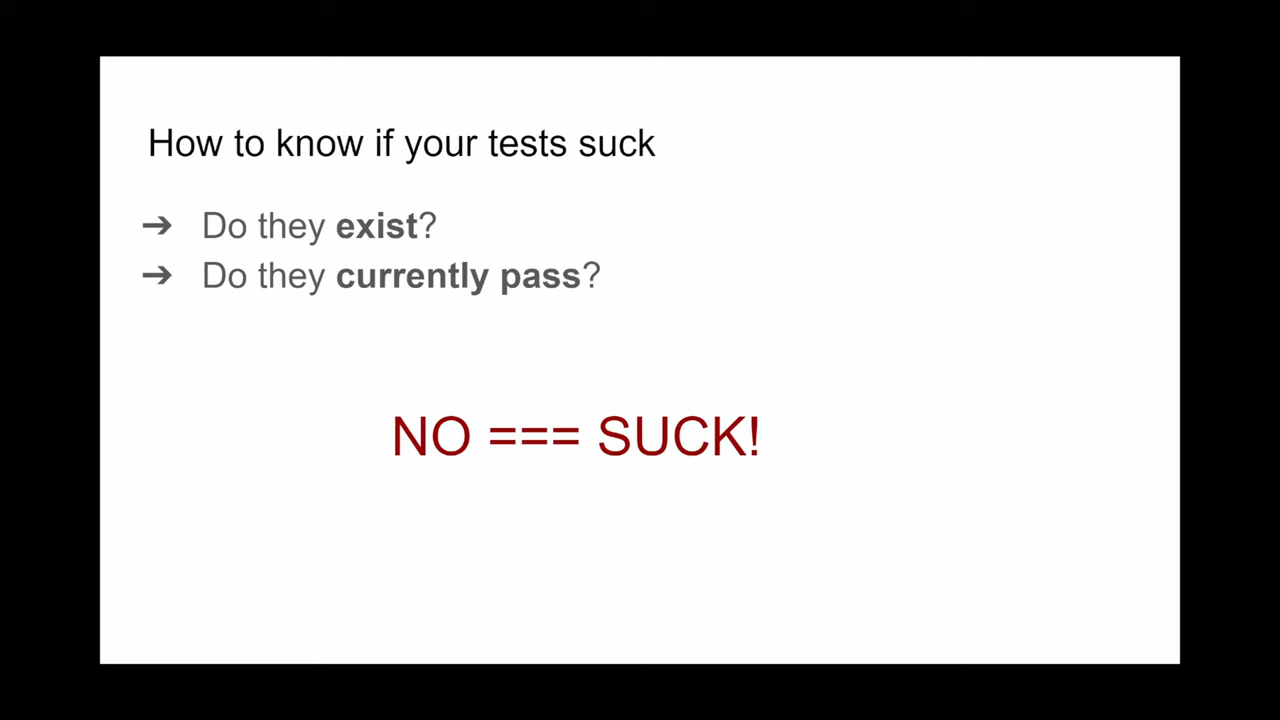 How to know if your tests suck
➔ Do they exist?
➔ Do they currently pass?
NO === SUCK!